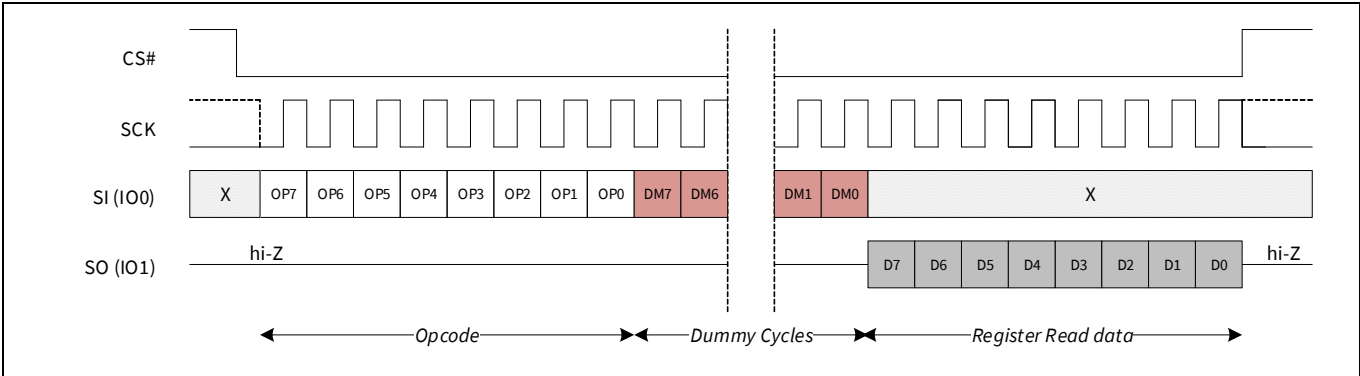 CS#
SCK
SI (IO0) X OP7 OP6 OP5 OP4 OP3 OP2 OP1 OP0 DM7 DM6 DM1 DM0 X
hi-Z hi-Z
SO (IO1) D7 D6 D5 D4 D3 D2 D1 D0
Opcode Dummy Cycles Register Read data